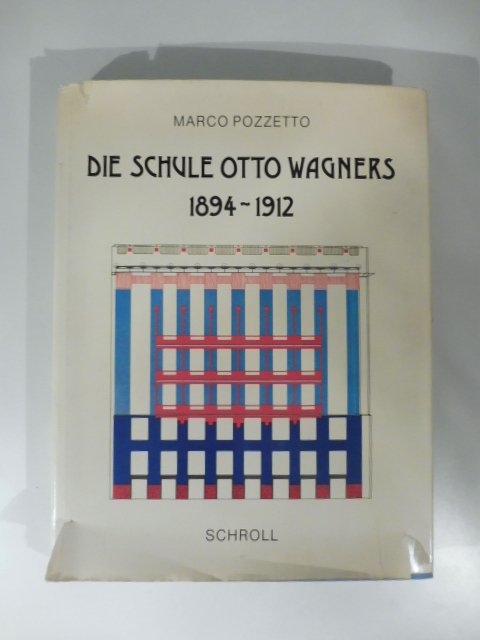 MARCO POZZETTO
DIE SCHULE OTTO WAGNERS
1894~1912
SCHROLL